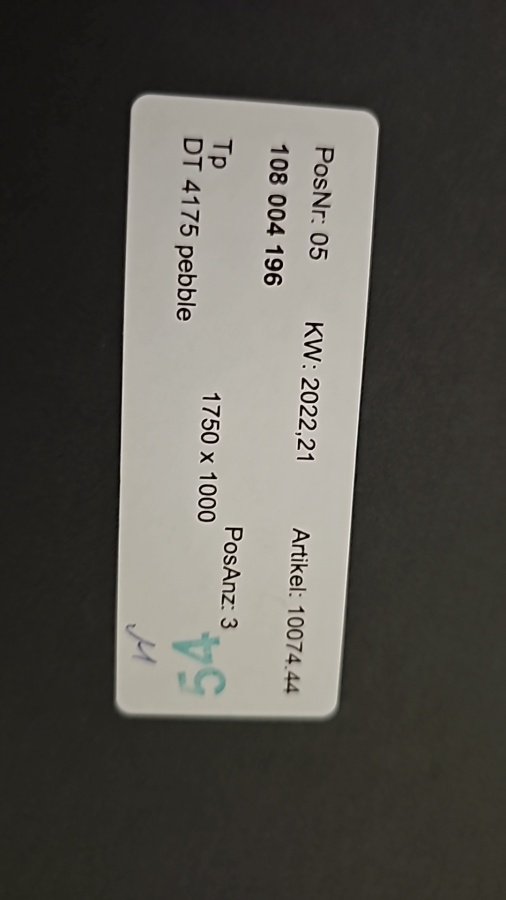 PosNr: 05 KW: 2022,21 Artikel: 10074.44
108 004 196
PosAnz: 3
Tp
DT 4175 pebble 1750 x 1000
54